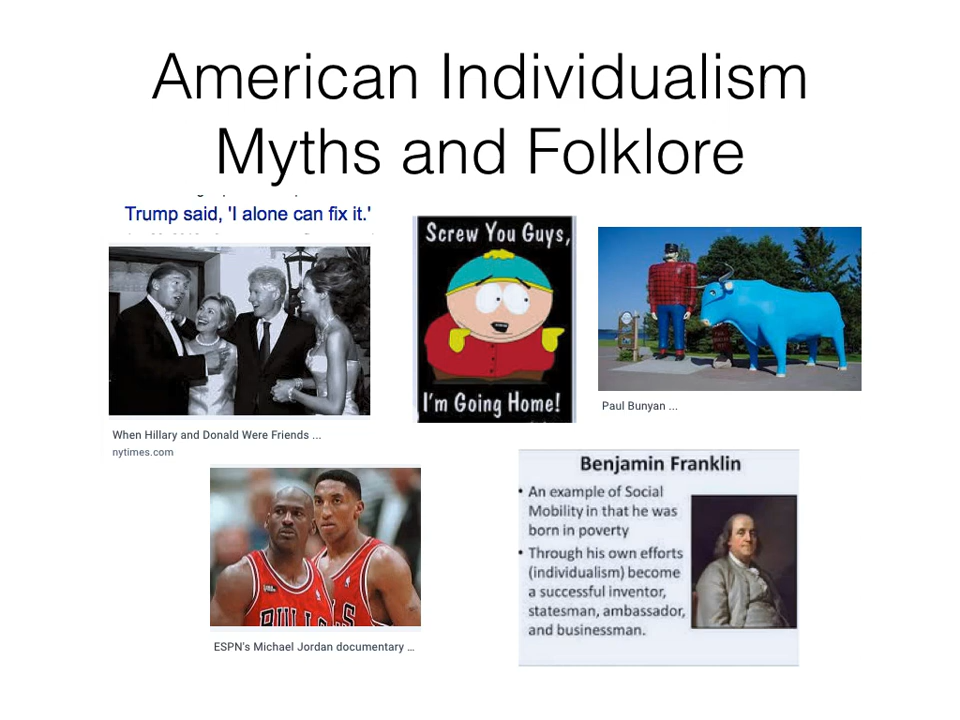 American Individualism
Myths and Folklore
Trump said, 'I alone can fix it.'
Screw You Guys,
I'm Going Home!
When Hillary and Donald Were Friends ...
nytimes.com
Paul Bunyan ...
BULLS
ESPN's Michael Jordan documentary ...
Benjamin Franklin
• An example of Social
Mobility in that he was
born in poverty
• Through his own efforts
(individualism) become
a successful inventor,
statesman, ambassador,
and businessman.